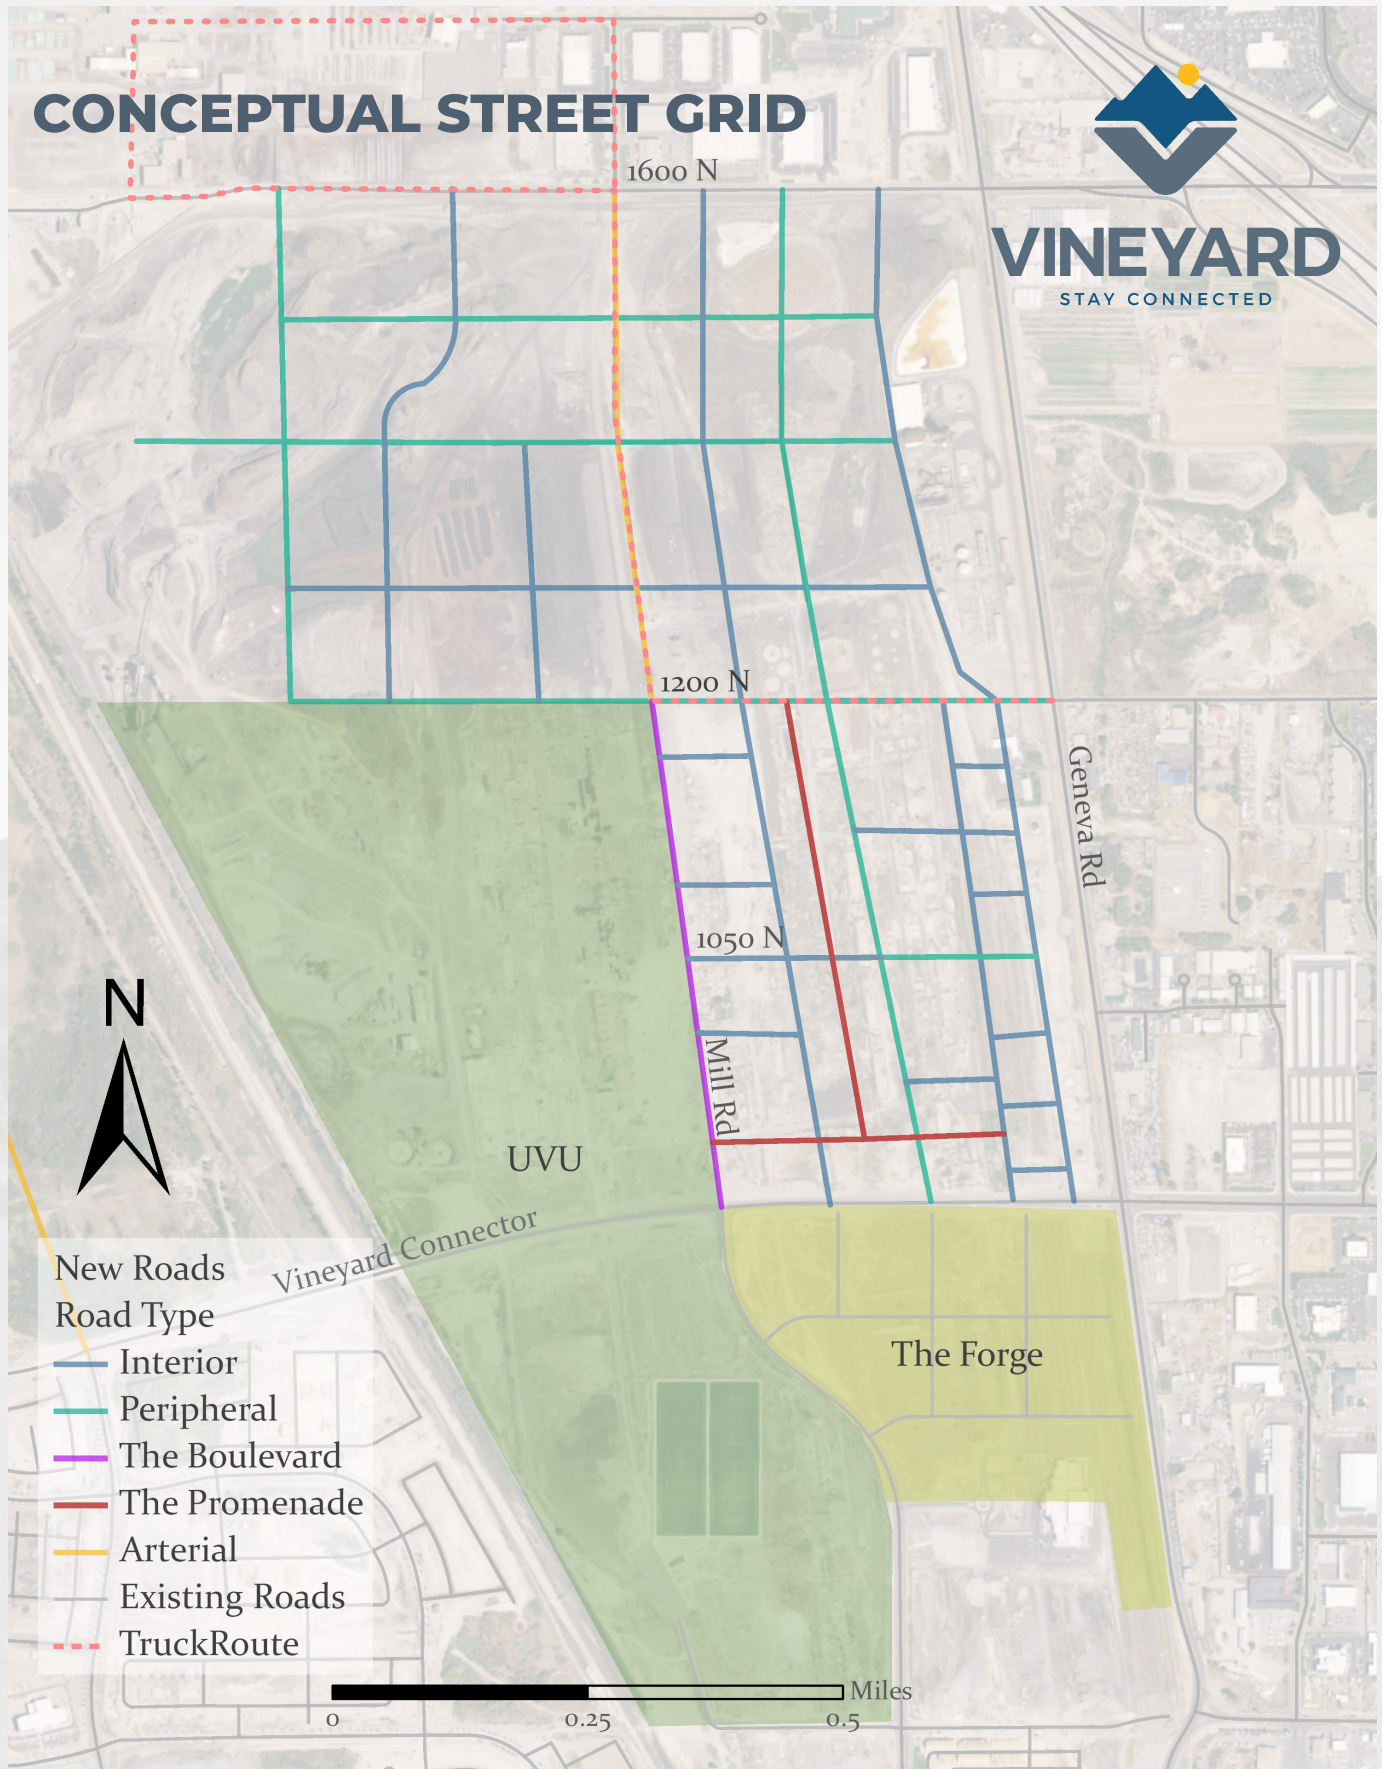 CONCEPTUAL STREET GRID
VINEYARD
STAY CONNECTED
1600 N
1200 N
Geneva Rd
1050 N
Mill Rd
N
UVU
Vineyard Connector
The Forge
New Roads
Road Type
Interior
Peripheral
The Boulevard
The Promenade
Arterial
Existing Roads
TruckRoute
Miles
0 0.25 0.5